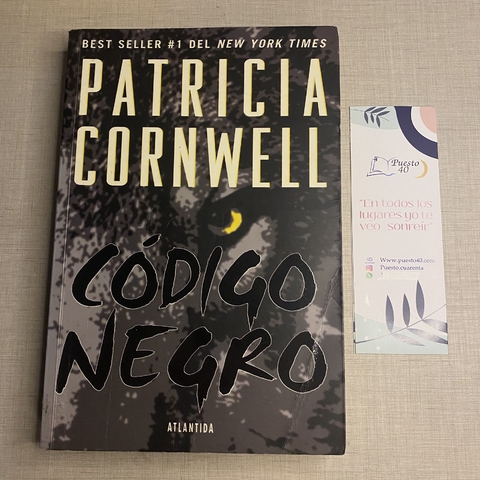 BEST SELLER #1 DEL NEW YORK TIMES
PATRICIA
CORNWELL
CÓDIGO
NEGRO
ATLANTIDA
Puesto
40
"En todos los
lugares yo te
veo sonreír"
www.puesto40.com
Puesto.cuarenta